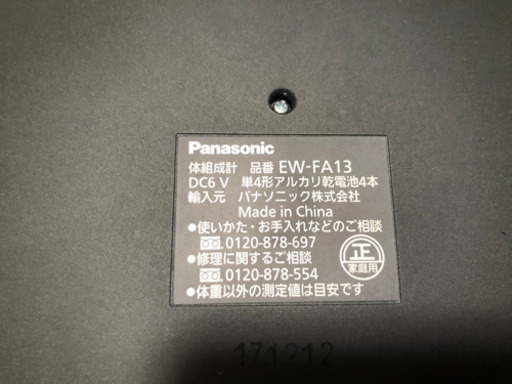 Panasonic
体組成計 品番 EW-FA13
DC6 V 単4形アルカリ乾電池4本
輸入元 パナソニック株式会社
Made in China
●使いかた・お手入れなどのご相談
0120-878-697
●修理に関するご相談
0120-878-554
正
家庭用
●体重以外の測定値は目安です
171212